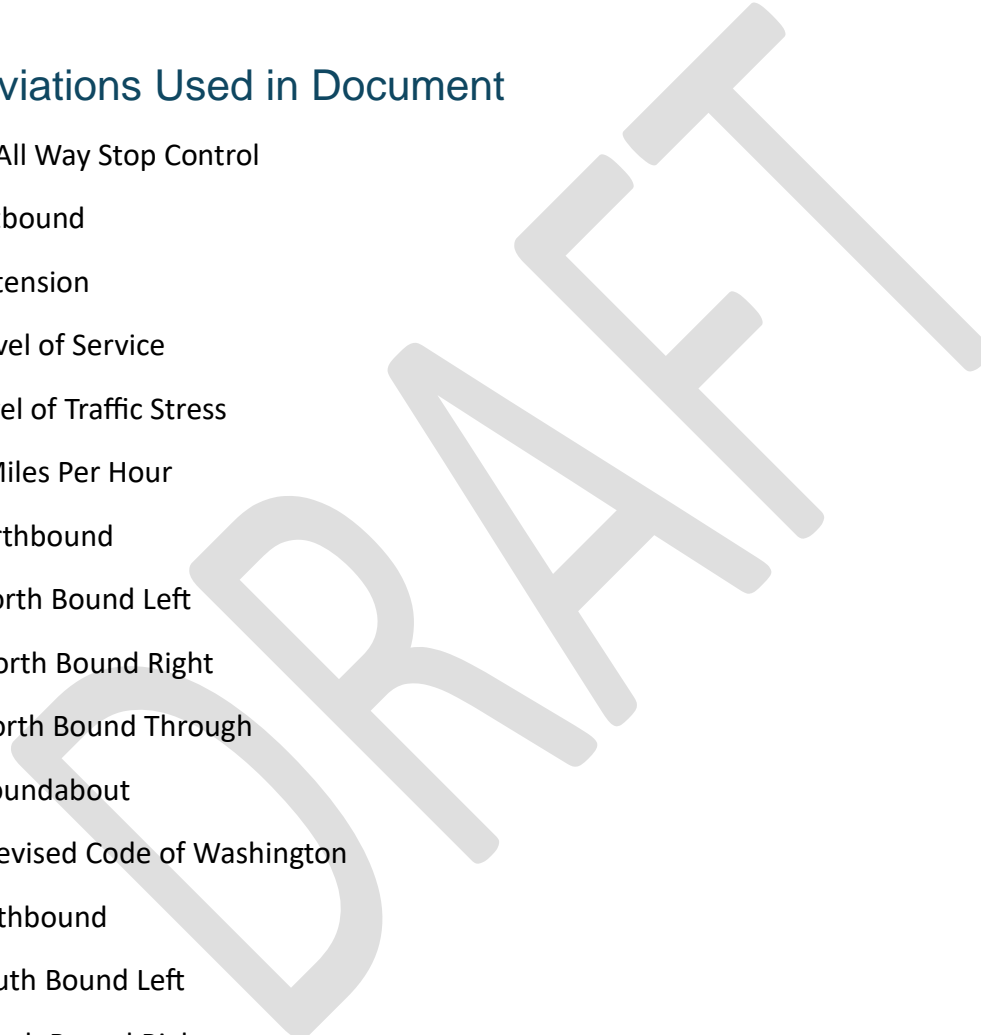 viations Used in Document
All Way Stop Control
tbound
tension
vel of Service
el of Traffic Stress
Miles Per Hour
rthbound
orth Bound Left
orth Bound Right
orth Bound Through
oundabout
evised Code of Washington
thbound
uth Bound Left
DRAFT